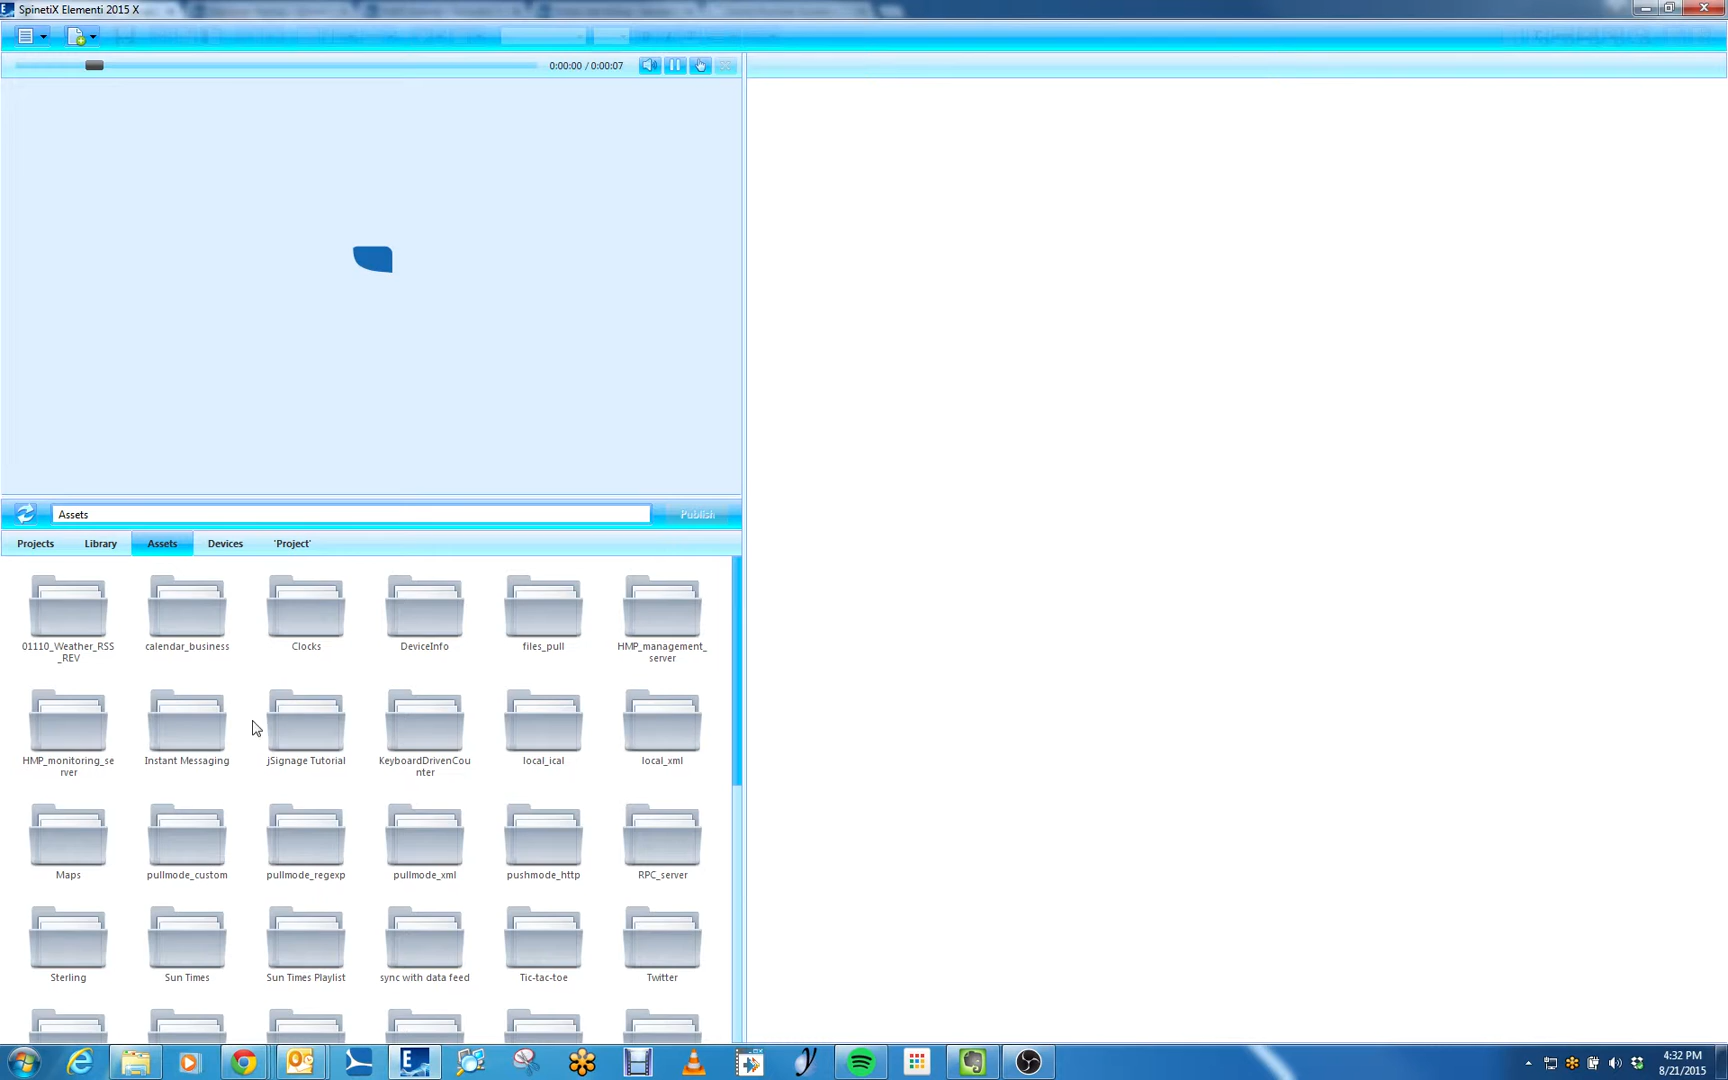 SpinetiX Elementi 2015 X
0:00:00 / 0:00:07
Assets
Publish
Projects Library Assets Devices 'Project'
01110_Weather_RSS
_REV
calendar_business
Clocks
DeviceInfo
files_pull
HMP_management_
server
HMP_monitoring_se
rver
Instant Messaging
jSignage Tutorial
KeyboardDrivenCou
nter
local_ical
local_xml
Maps
pullmode_custom
pullmode_regexp
pullmode_xml
pushmode_http
RPC_server
Sterling
Sun Times
Sun Times Playlist
sync with data feed
Tic-tac-toe
Twitter
4:32 PM
8/21/2015